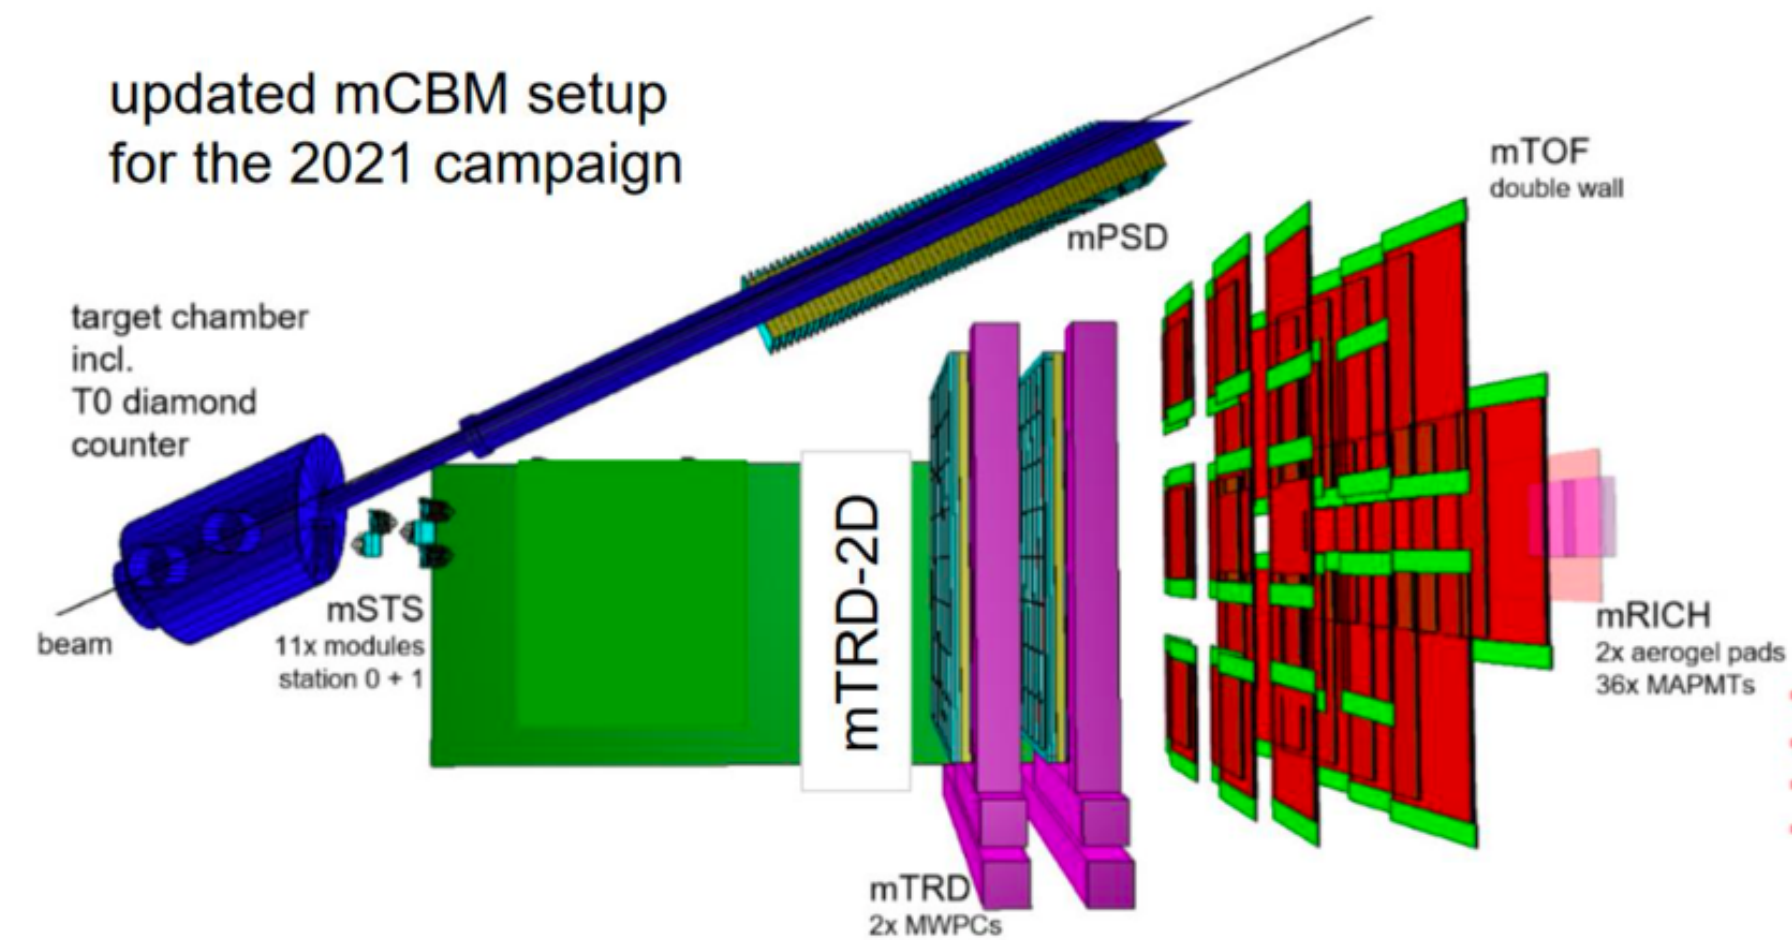 updated mCBM setup
for the 2021 campaign
mTOF
double wall
mPSD
target chamber
incl.
T0 diamond
counter
beam
mSTS
11x modules
station 0 + 1
mTRD-2D
mRICH
2x aerogel pads
36x MAPMTs
mTRD
2x MWPCs